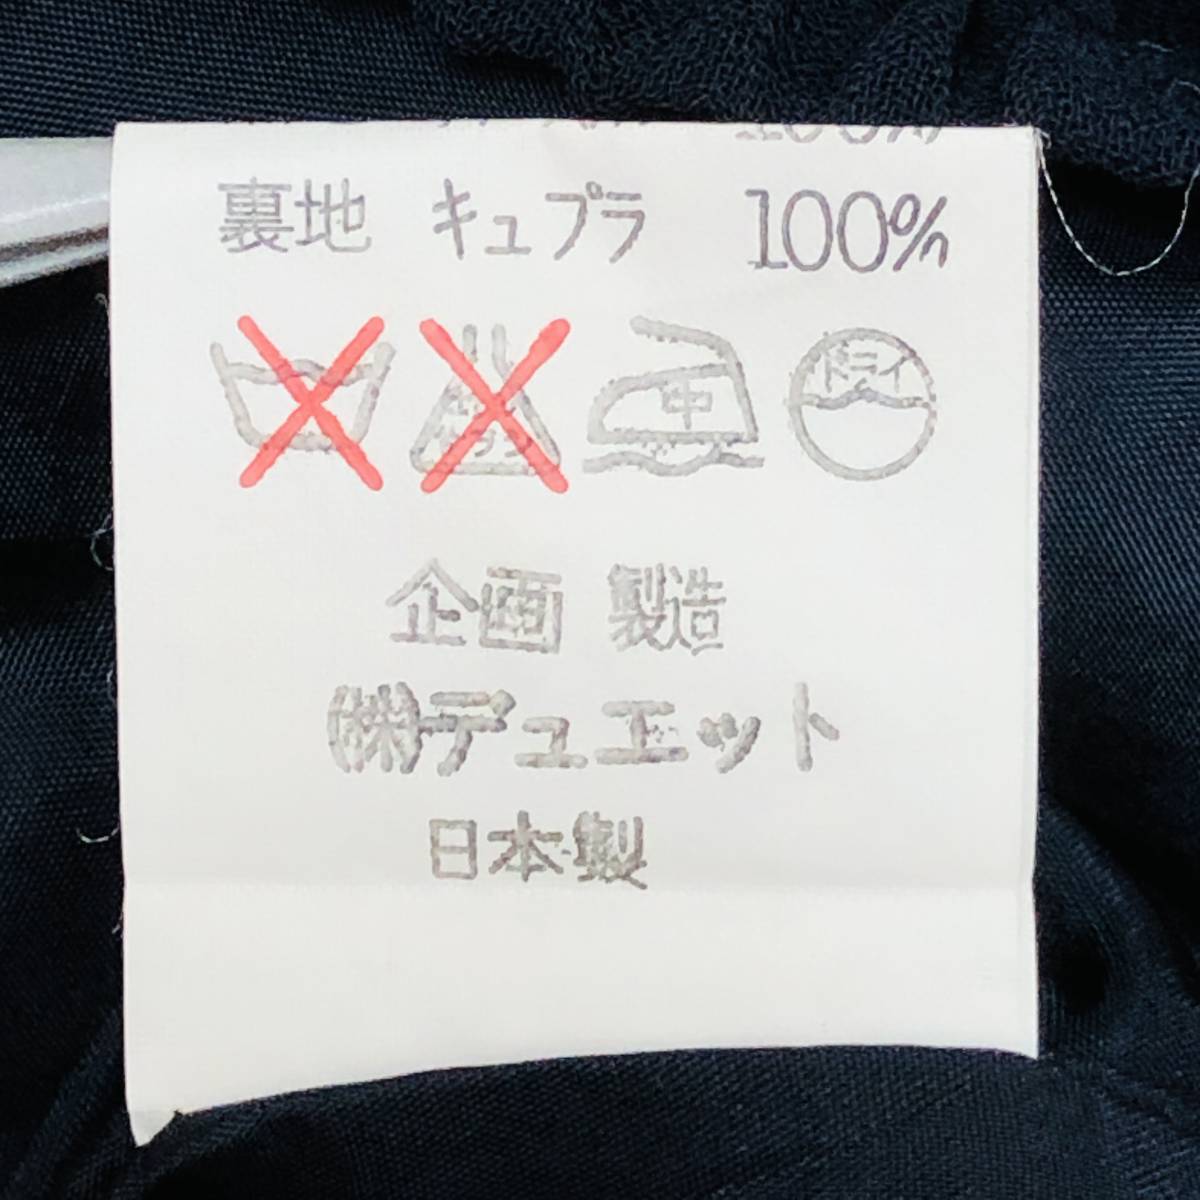 100%
裏地 キュプラ 100%
中 ドライ
企画 製造
㈱デュエット
日本製